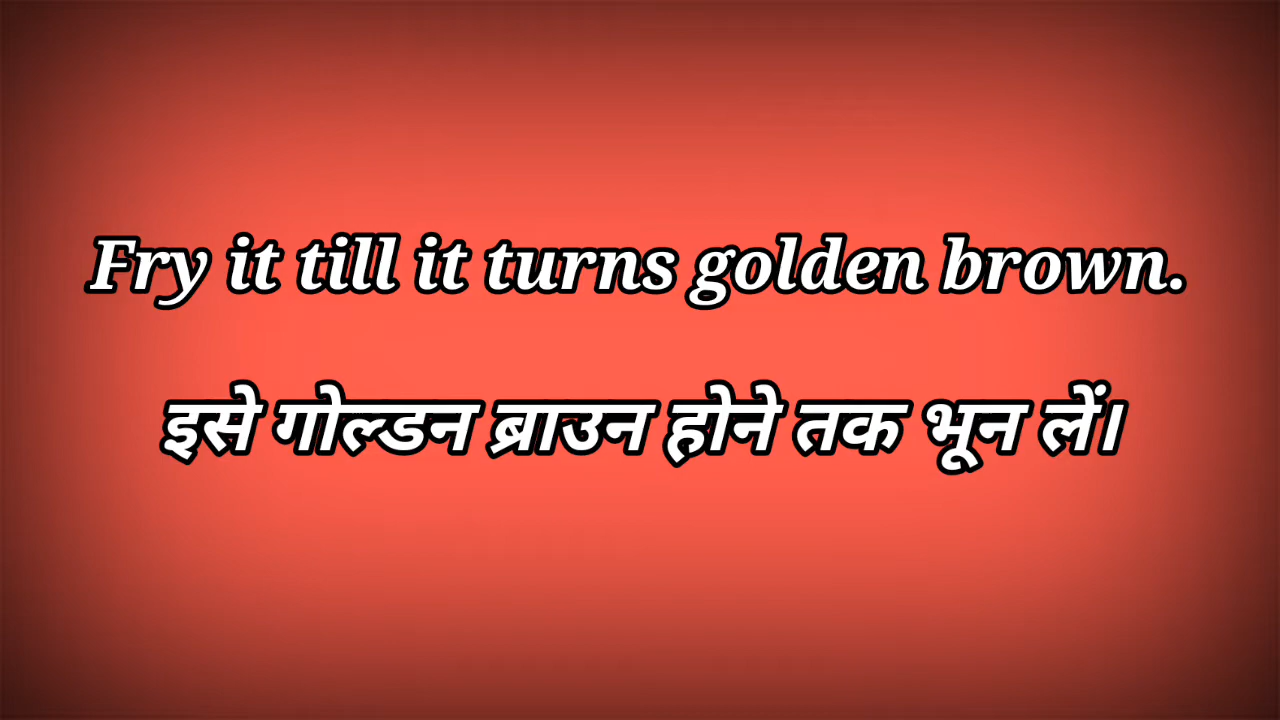 Fry it till it turns golden brown.
इसे गोल्डन ब्राउन होने तक भून लें।